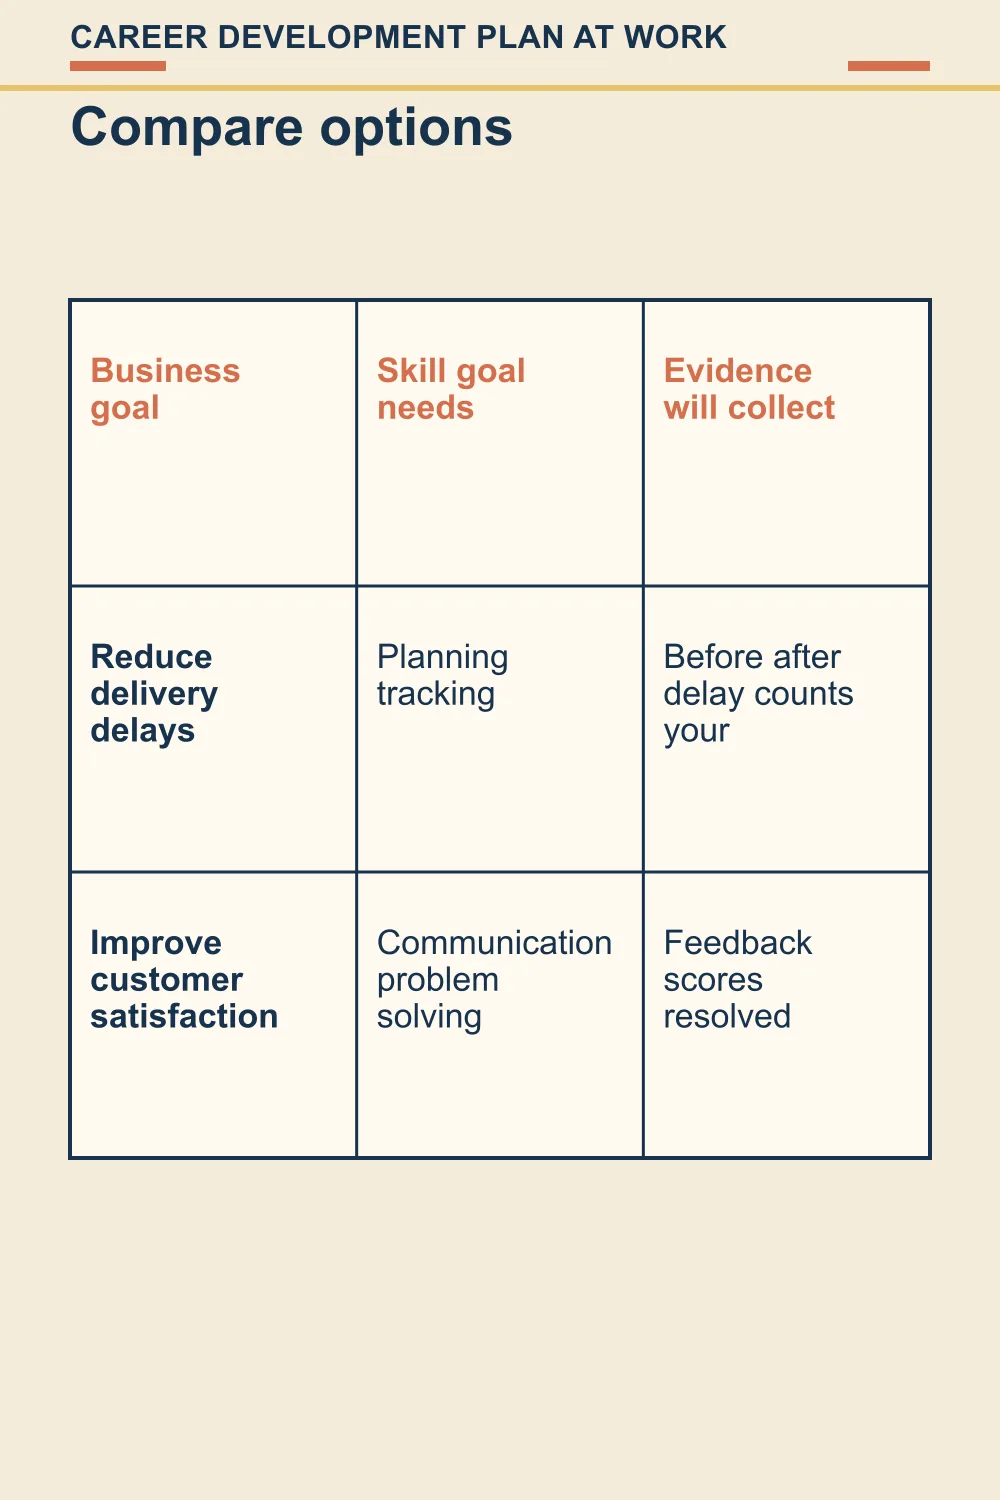 CAREER DEVELOPMENT PLAN AT WORK
Compare options
Business
goal
Skill goal
needs
Evidence
will collect
Reduce
delivery
delays
Planning
tracking
Before after
delay counts
your
Improve
customer
satisfaction
Communication
problem
solving
Feedback
scores
resolved